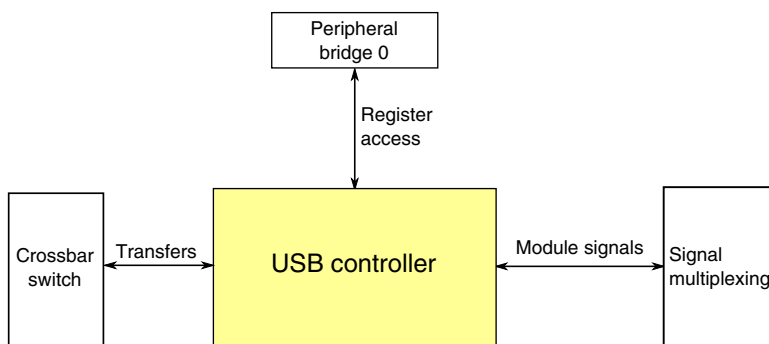 Peripheral
bridge 0
Register
access
Crossbar
switch
Transfers
USB controller
Module signals
Signal
multiplexing